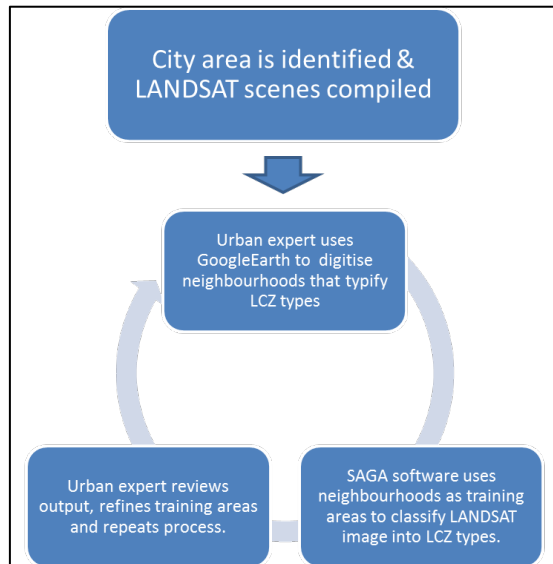 City area is identified &
LANDSAT scenes compiled
Urban expert uses
GoogleEarth to digitise
neighbourhoods that typify
LCZ types
SAGA software uses
neighbourhoods as training
areas to classify LANDSAT
image into LCZ types.
Urban expert reviews
output, refines training areas
and repeats process.